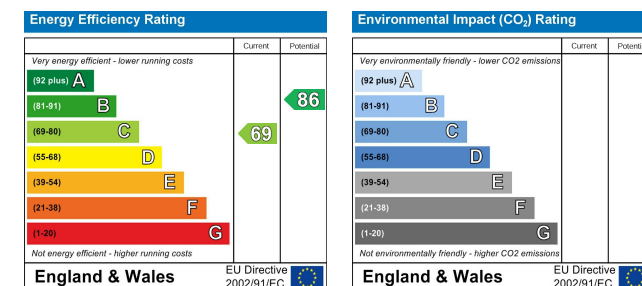 Energy Efficiency Rating
Current Potential
Very energy efficient - lower running costs
(92 plus) A
(81-91) B
86
(69-80) C
69
(55-68) D
(39-54) E
(21-38) F
(1-20) G
Not energy efficient - higher running costs
England & Wales
EU Directive
2002/91/EC
Environmental Impact (CO2) Rating
Current Potenti
Very environmentally friendly - lower CO2 emissions
(92 plus) A
(81-91) B
(69-80) C
(55-68) D
(39-54) E
(21-38) F
(1-20) G
Not environmentally friendly - higher CO2 emissions
England & Wales
EU Directive
2002/91/EC